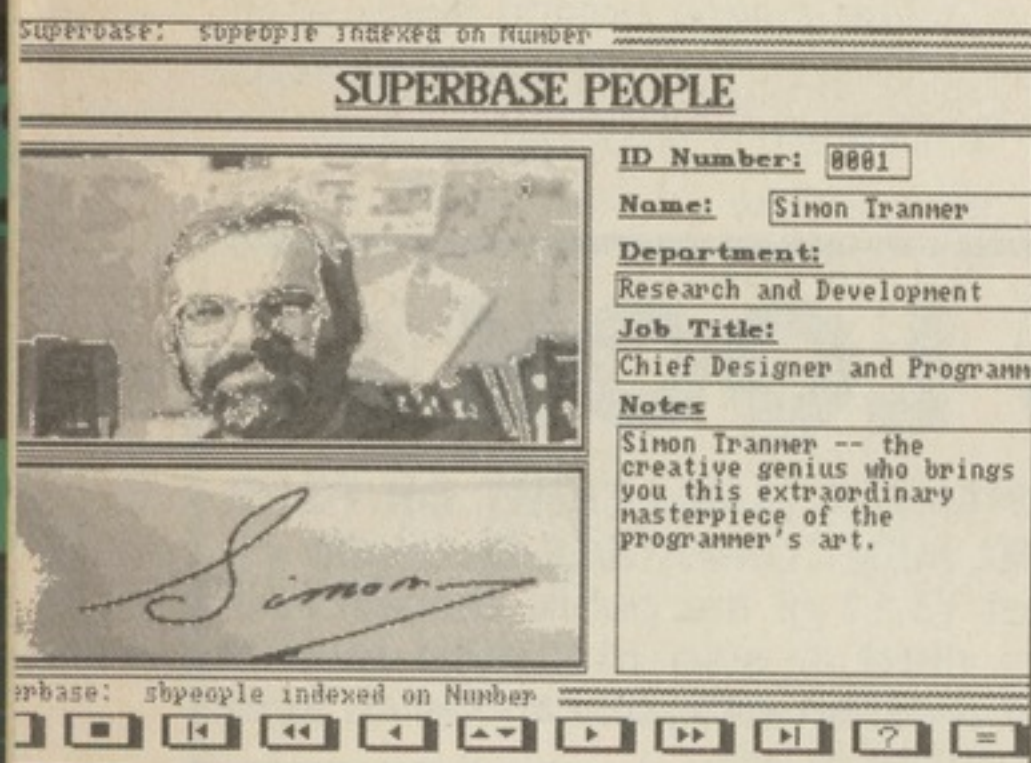 Superbase: sbpeople indexed on Number
SUPERBASE PEOPLE
ID Number: 0001
Name: Simon Tranmer
Department:
Research and Development
Job Title:
Chief Designer and Programm
Notes
Simon Tranmer -- the
creative genius who brings
you this extraordinary
masterpiece of the
programmer's art.
Simon
erbase: sbpeople indexed on Number
? =